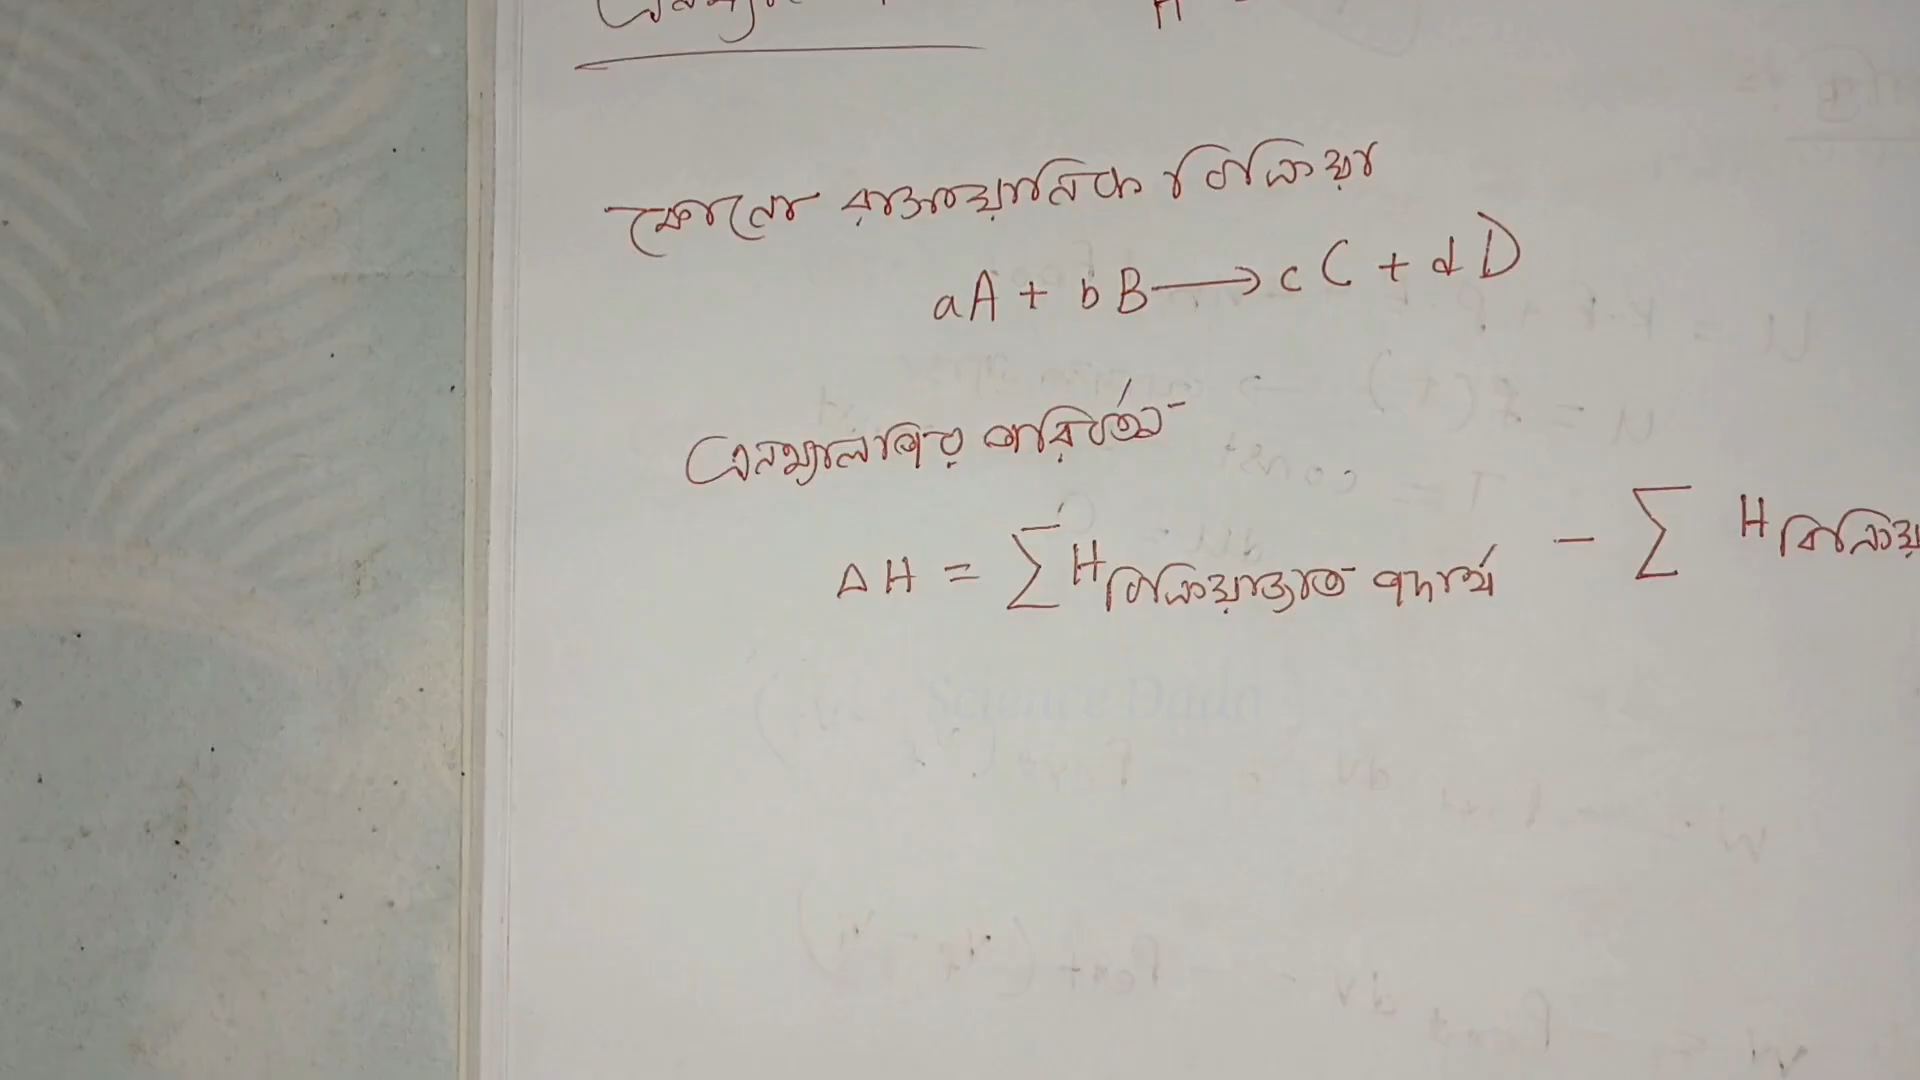 কোনো রাসায়নিক বিক্রিয়া
aA + bB ⟶ cC + dD
এনথ্যালপির পরিবর্তন
ΔH = ∑H বিক্রিয়াজাত পদার্থ - ∑ H